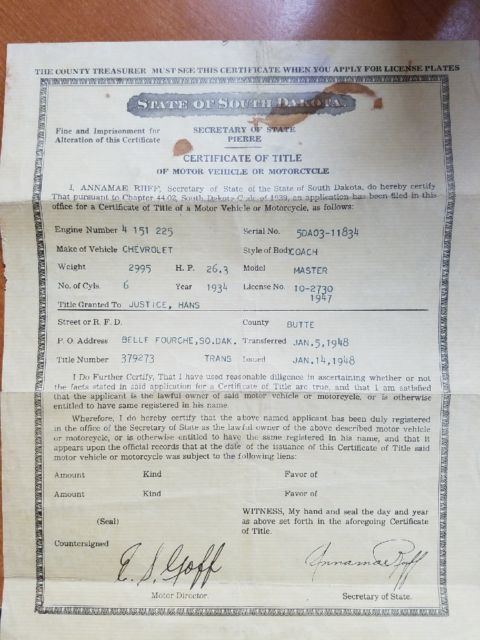 THE COUNTY TREASURER MUST SEE THIS CERTIFICATE WHEN YOU APPLY FOR LICENSE PLATES
STATE OF SOUTH DAKOTA.
Fine and Imprisonment for
Alteration of this Certificate
SECRETARY OF STATE
PIERRE
CERTIFICATE OF TITLE
OF MOTOR VEHICLE OR MOTORCYCLE
I, ANNAMAE RIIFF, Secretary of State of the State of South Dakota, do hereby certify
That pursuant to Chapter 44.02, South Dakota Code of 1939, an application has been filed in this
office for a Certificate of Title of a Motor Vehicle or Motorcycle, as follows:
Engine Number 4 151 225 Serial No. 5DA03-11834
Make of Vehicle CHEVROLET Style of Body COACH
Weight 2995 H. P. 26.3 Model MASTER
No. of Cyls. 6 Year 1934 License No. 10-2730
1947
Title Granted To JUSTICE, HANS
Street or R. F. D. County BUTTE
P. O Address BELLE FOURCHE, SO.DAK. Transferred JAN.5,1948
Title Number 379273 TRANS Issued JAN.14,1948
I Do Further Certify, That I have used reasonable diligence in ascertaining whether or not
the facts stated in said application for a Certificate of Title are true, and that I am satisfied
that the applicant is the lawful owner of said motor vehicle or motorcycle, or is otherwise
entitled to have same registered in his name.
Wherefore, I do hereby certify that the above named applicant has been duly registered
in the office of the Secretary of State as the lawful owner of the above described motor vehicle
or motorcycle, or is otherwise entitled to have the same registered in his name, and that it
appears upon the official records that at the date of the issuance of this Certificate of Title said
motor vehicle or motorcycle was subject to the following liens:
Amount Kind Favor of
Amount Kind Favor of
WITNESS, My hand and seal the day and year
as above set forth in the aforegoing Certificate
of Title.
(Seal)
Countersigned
E. S. Goff
Annamae Riiff
Motor Director.
Secretary of State.